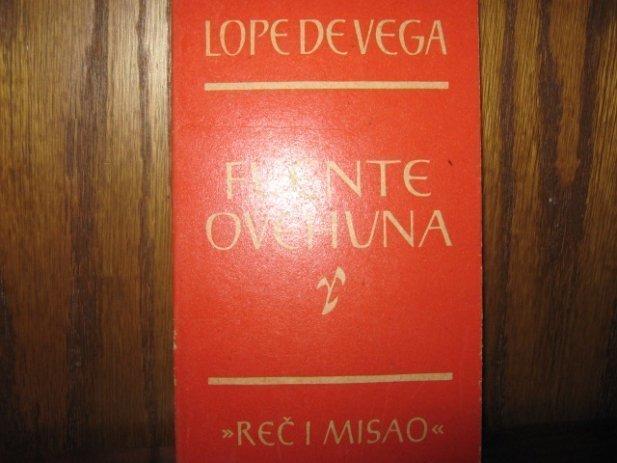 LOPE DE VEGA
FUENTE
OVEHUNA
»REČ I MISAO«